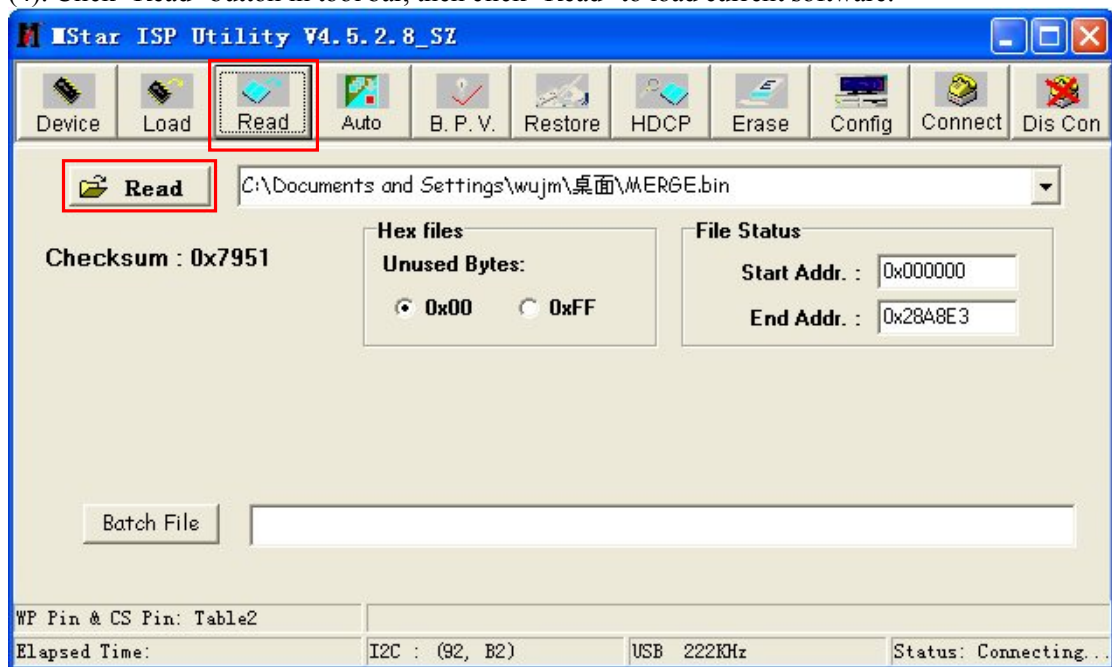 (4). Click "Read" button in tool bar, then click "Read" to load current software.
MStar ISP Utility V4.5.2.8_SZ
Device Load Read Auto B.P.V. Restore HDCP Erase Config Connect Dis Con
Read C:\Documents and Settings\wujm\桌面\MERGE.bin
Hex files File Status
Checksum : 0x7951 Unused Bytes: Start Addr. : 0x000000
0x00 0xFF End Addr. : 0x28A8E3
Batch File
WP Pin & CS Pin: Table2
Elapsed Time: I2C : (92, B2) USB 222KHz Status: Connecting...